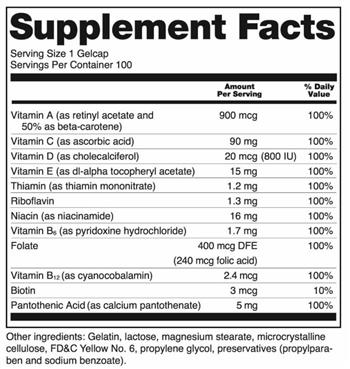 Supplement Facts
Serving Size 1 Gelcap
Servings Per Container 100
Amount Per Serving % Daily Value
Vitamin A (as retinyl acetate and 50% as beta-carotene) 900 mcg 100%
Vitamin C (as ascorbic acid) 90 mg 100%
Vitamin D (as cholecalciferol) 20 mcg (800 IU) 100%
Vitamin E (as dl-alpha tocopheryl acetate) 15 mg 100%
Thiamin (as thiamin mononitrate) 1.2 mg 100%
Riboflavin 1.3 mg 100%
Niacin (as niacinamide) 16 mg 100%
Vitamin B₆ (as pyridoxine hydrochloride) 1.7 mg 100%
Folate 400 mcg DFE 100%
(240 mcg folic acid)
Vitamin B₁₂ (as cyanocobalamin) 2.4 mcg 100%
Biotin 3 mcg 10%
Pantothenic Acid (as calcium pantothenate) 5 mg 100%
Other ingredients: Gelatin, lactose, magnesium stearate, microcrystalline
cellulose, FD&C Yellow No. 6, propylene glycol, preservatives (propylpara-
ben and sodium benzoate).